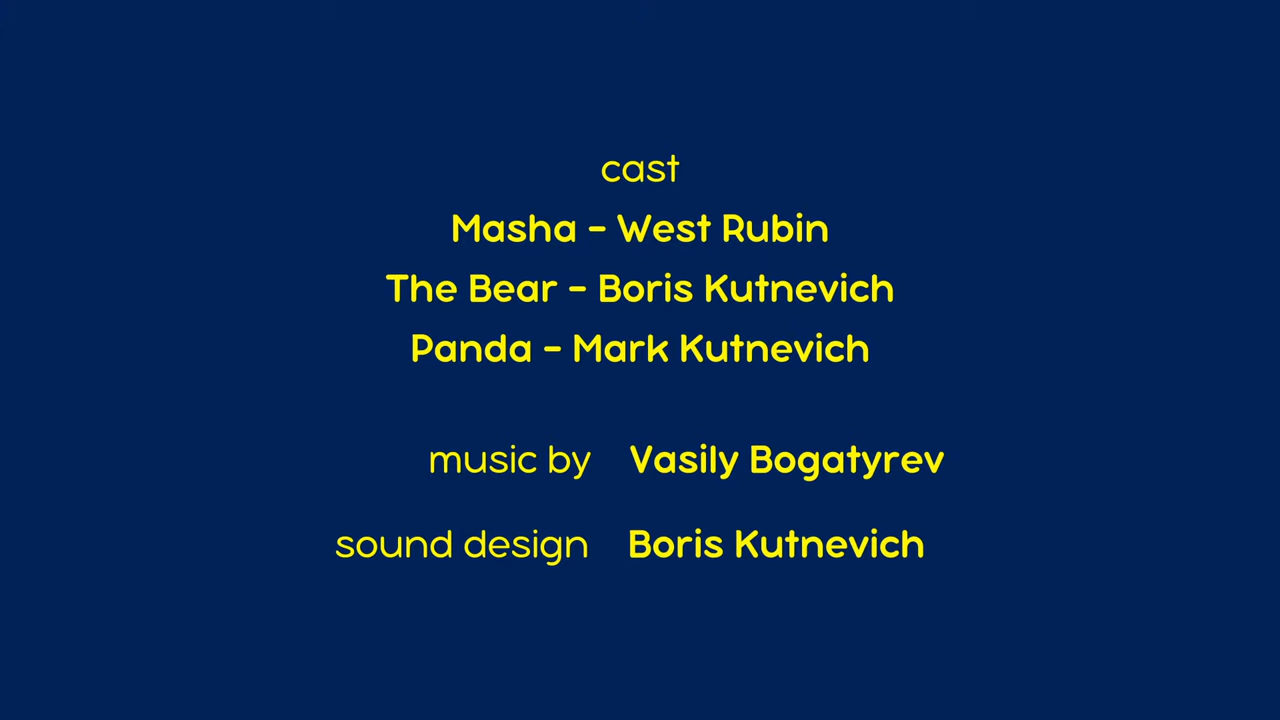 cast
Masha - West Rubin
The Bear - Boris Kutnevich
Panda - Mark Kutnevich
music by Vasily Bogatyrev
sound design Boris Kutnevich